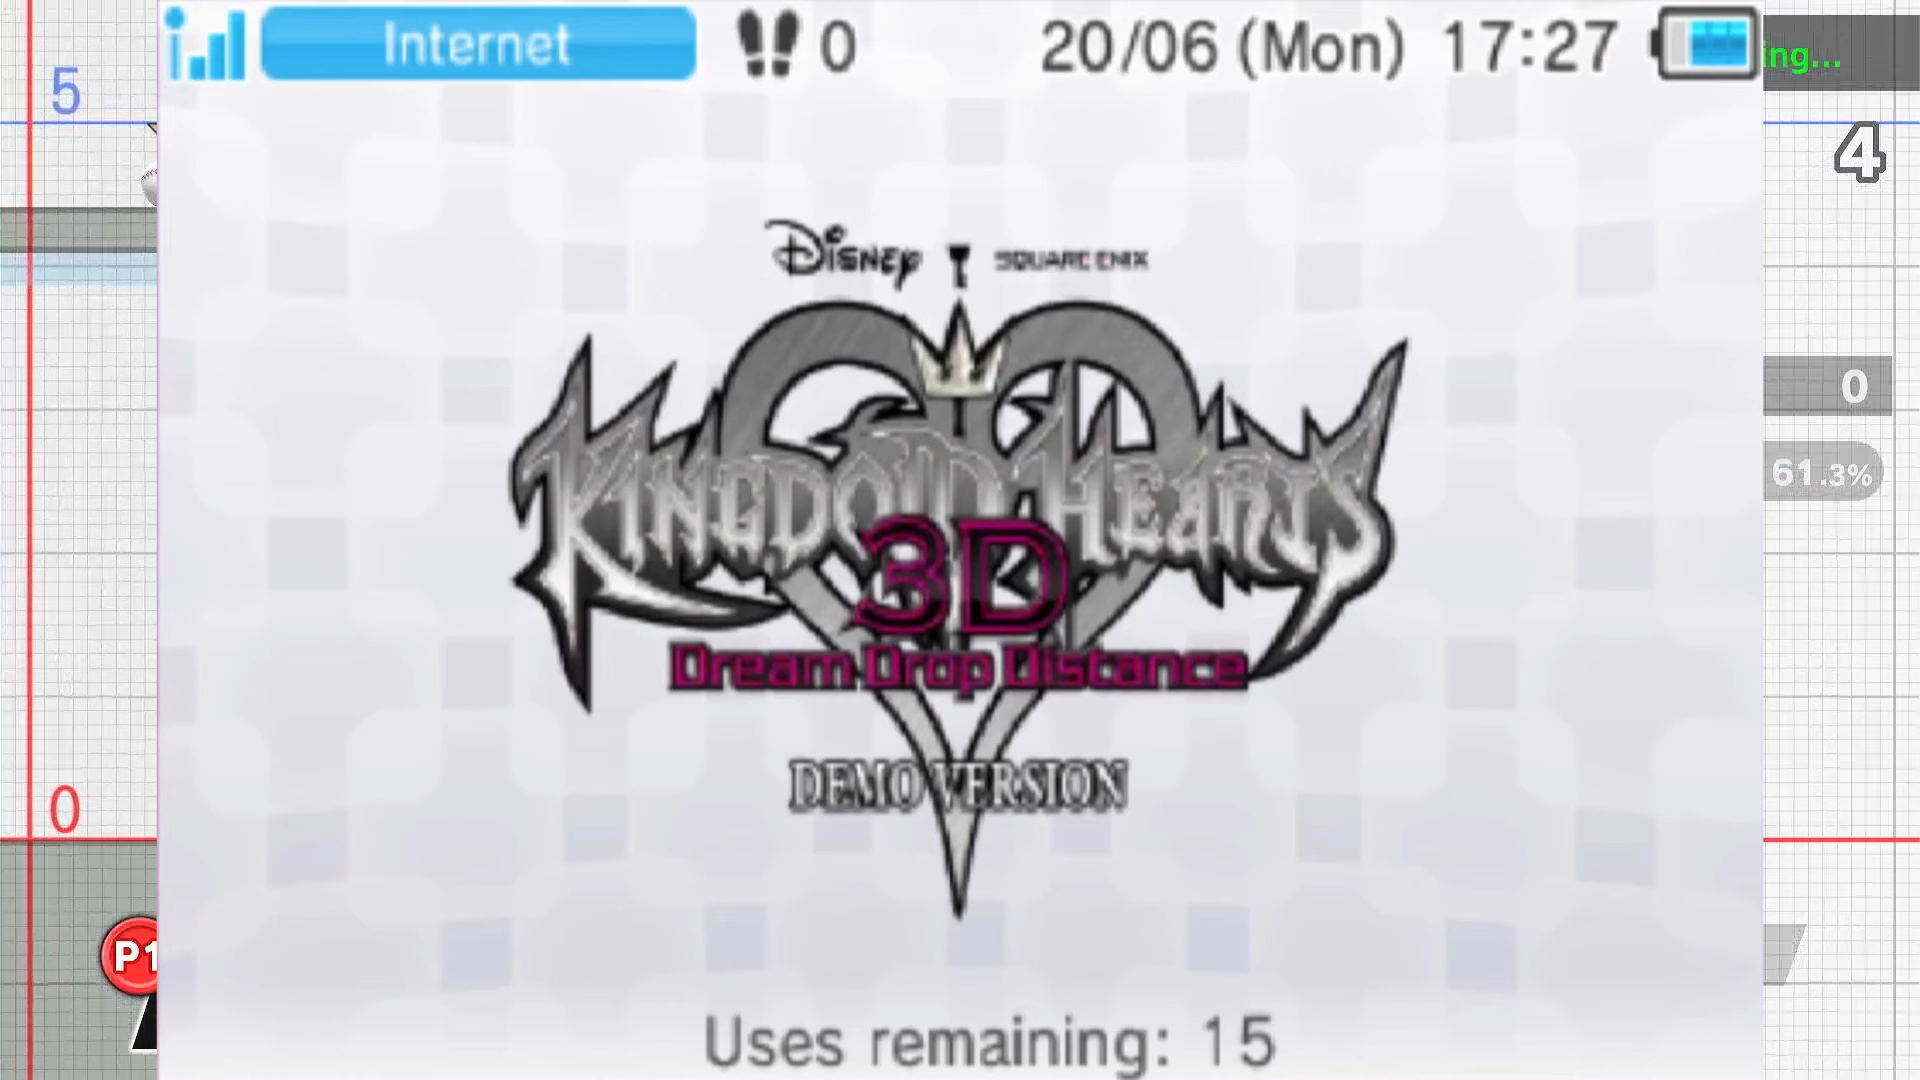 Internet 0 20/06 (Mon) 17:27
ing...
5
4
Disney SQUARE ENIX
0
KINGDOM HEARTS
61.3%
3D
Dream Drop Distance
DEMO VERSION
0
P1
Uses remaining: 15